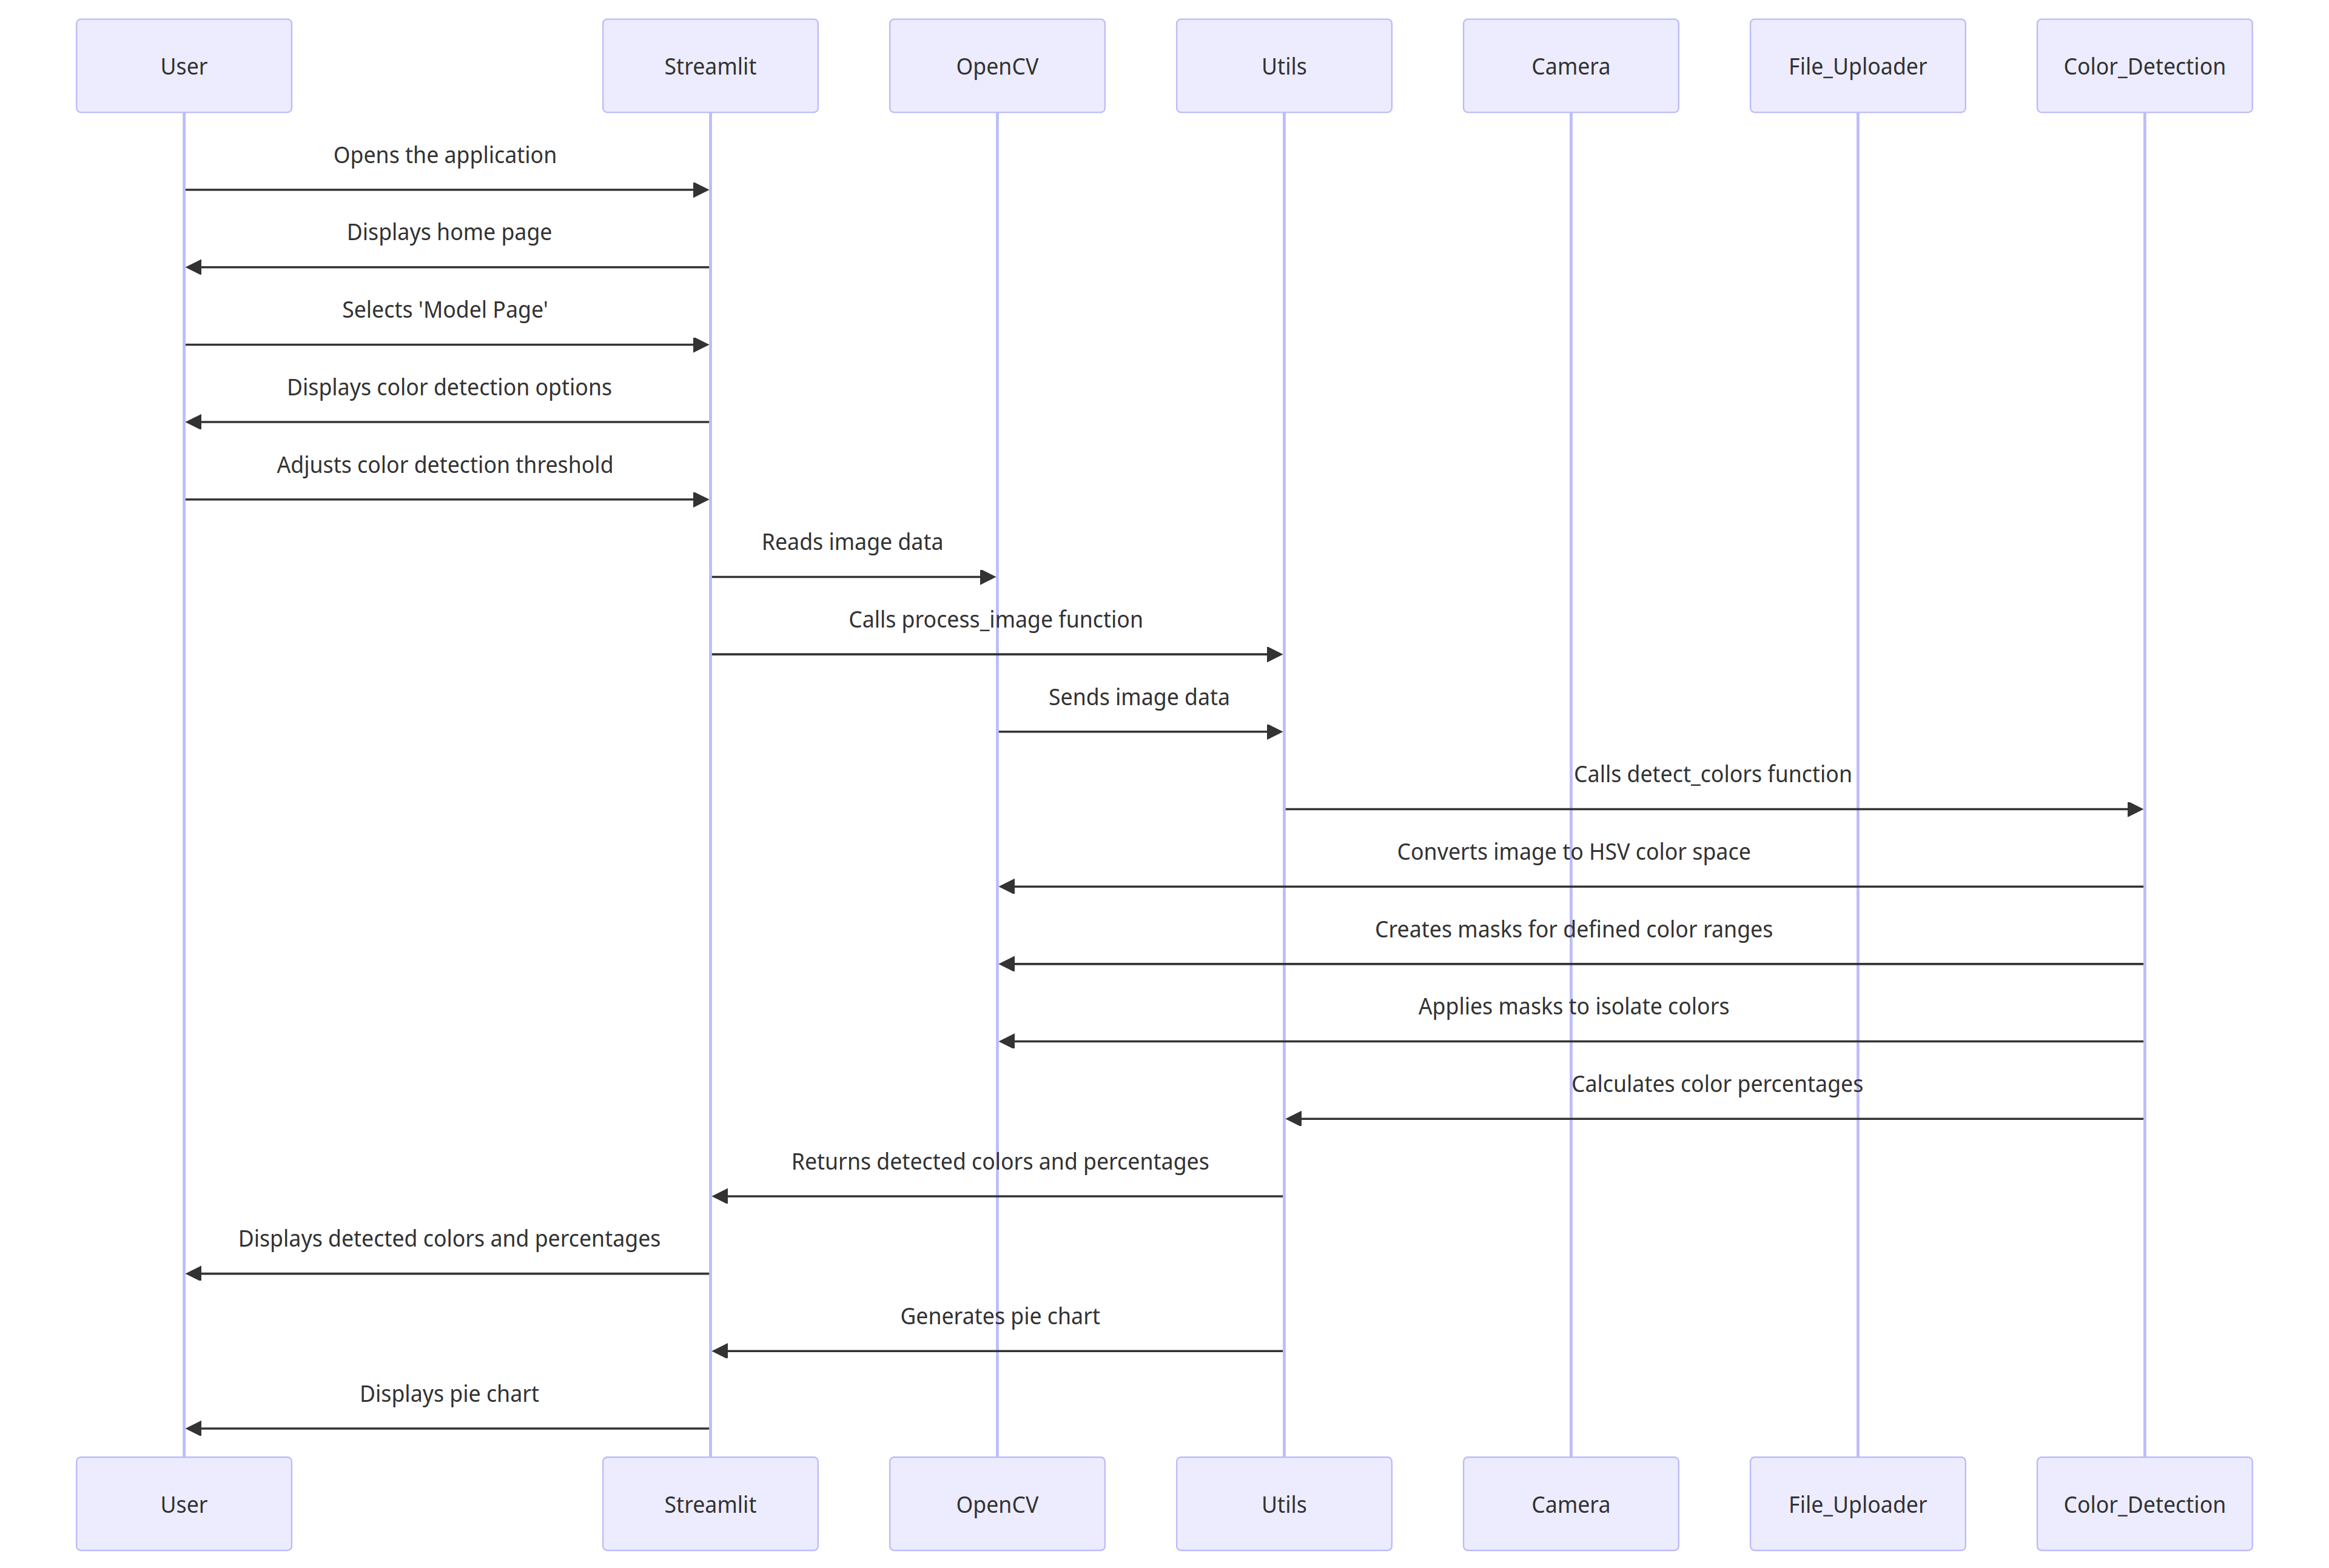 User
Streamlit
OpenCV
Utils
Camera
File_Uploader
Color_Detection
Opens the application
Displays home page
Selects 'Model Page'
Displays color detection options
Adjusts color detection threshold
Reads image data
Calls process_image function
Sends image data
Calls detect_colors function
Converts image to HSV color space
Creates masks for defined color ranges
Applies masks to isolate colors
Calculates color percentages
Returns detected colors and percentages
Displays detected colors and percentages
Generates pie chart
Displays pie chart
User
Streamlit
OpenCV
Utils
Camera
File_Uploader
Color_Detection